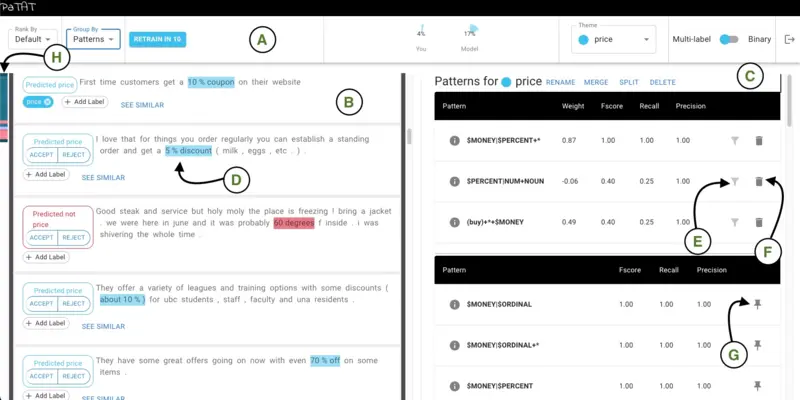 PaTAT
Rank By
Default
Group By
Patterns
RETRAIN IN 10
A
4%
You
17%
Model
Theme
price
Multi-label
Binary
H
Predicted price
First time customers get a 10 % coupon on their website
price
+ Add Label
SEE SIMILAR
B
Predicted price
ACCEPT
REJECT
I love that for things you order regularly you can establish a standing
order and get a 5 % discount ( milk , eggs , etc . ) .
+ Add Label
SEE SIMILAR
D
Predicted not
price
ACCEPT
REJECT
Good steak and service but holy moly the place is freezing ! bring a jacket
. we were here in june and it was probably 60 degrees f inside . i was
shivering the whole time .
+ Add Label
Predicted price
ACCEPT
REJECT
They offer a variety of leagues and training options with some discounts (
about 10 % ) for ubc students , staff , faculty and una residents .
+ Add Label
SEE SIMILAR
Predicted price
ACCEPT
REJECT
They have some great offers going on now with even 70 % off on some
items .
+ Add Label
SEE SIMILAR
Patterns for price
RENAME
MERGE
SPLIT
DELETE
C
Pattern Weight Fscore Recall Precision
$MONEY|$PERCENT+* 0.87 1.00 1.00 1.00
$PERCENT|NUM+NOUN -0.06 0.40 0.25 1.00
(buy)+*+$MONEY 0.49 0.40 0.25 1.00
E
F
Pattern Fscore Recall Precision
$MONEY|$ORDINAL 1.00 1.00 1.00
G
$MONEY|$ORDINAL+* 1.00 1.00 1.00
$MONEY|$PERCENT 1.00 1.00 1.00